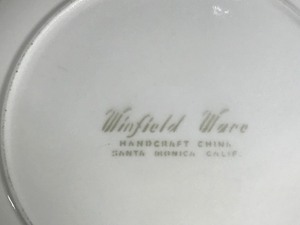 Winfield Ware
HANDCRAFT CHINA
SANTA MONICA CALIF.